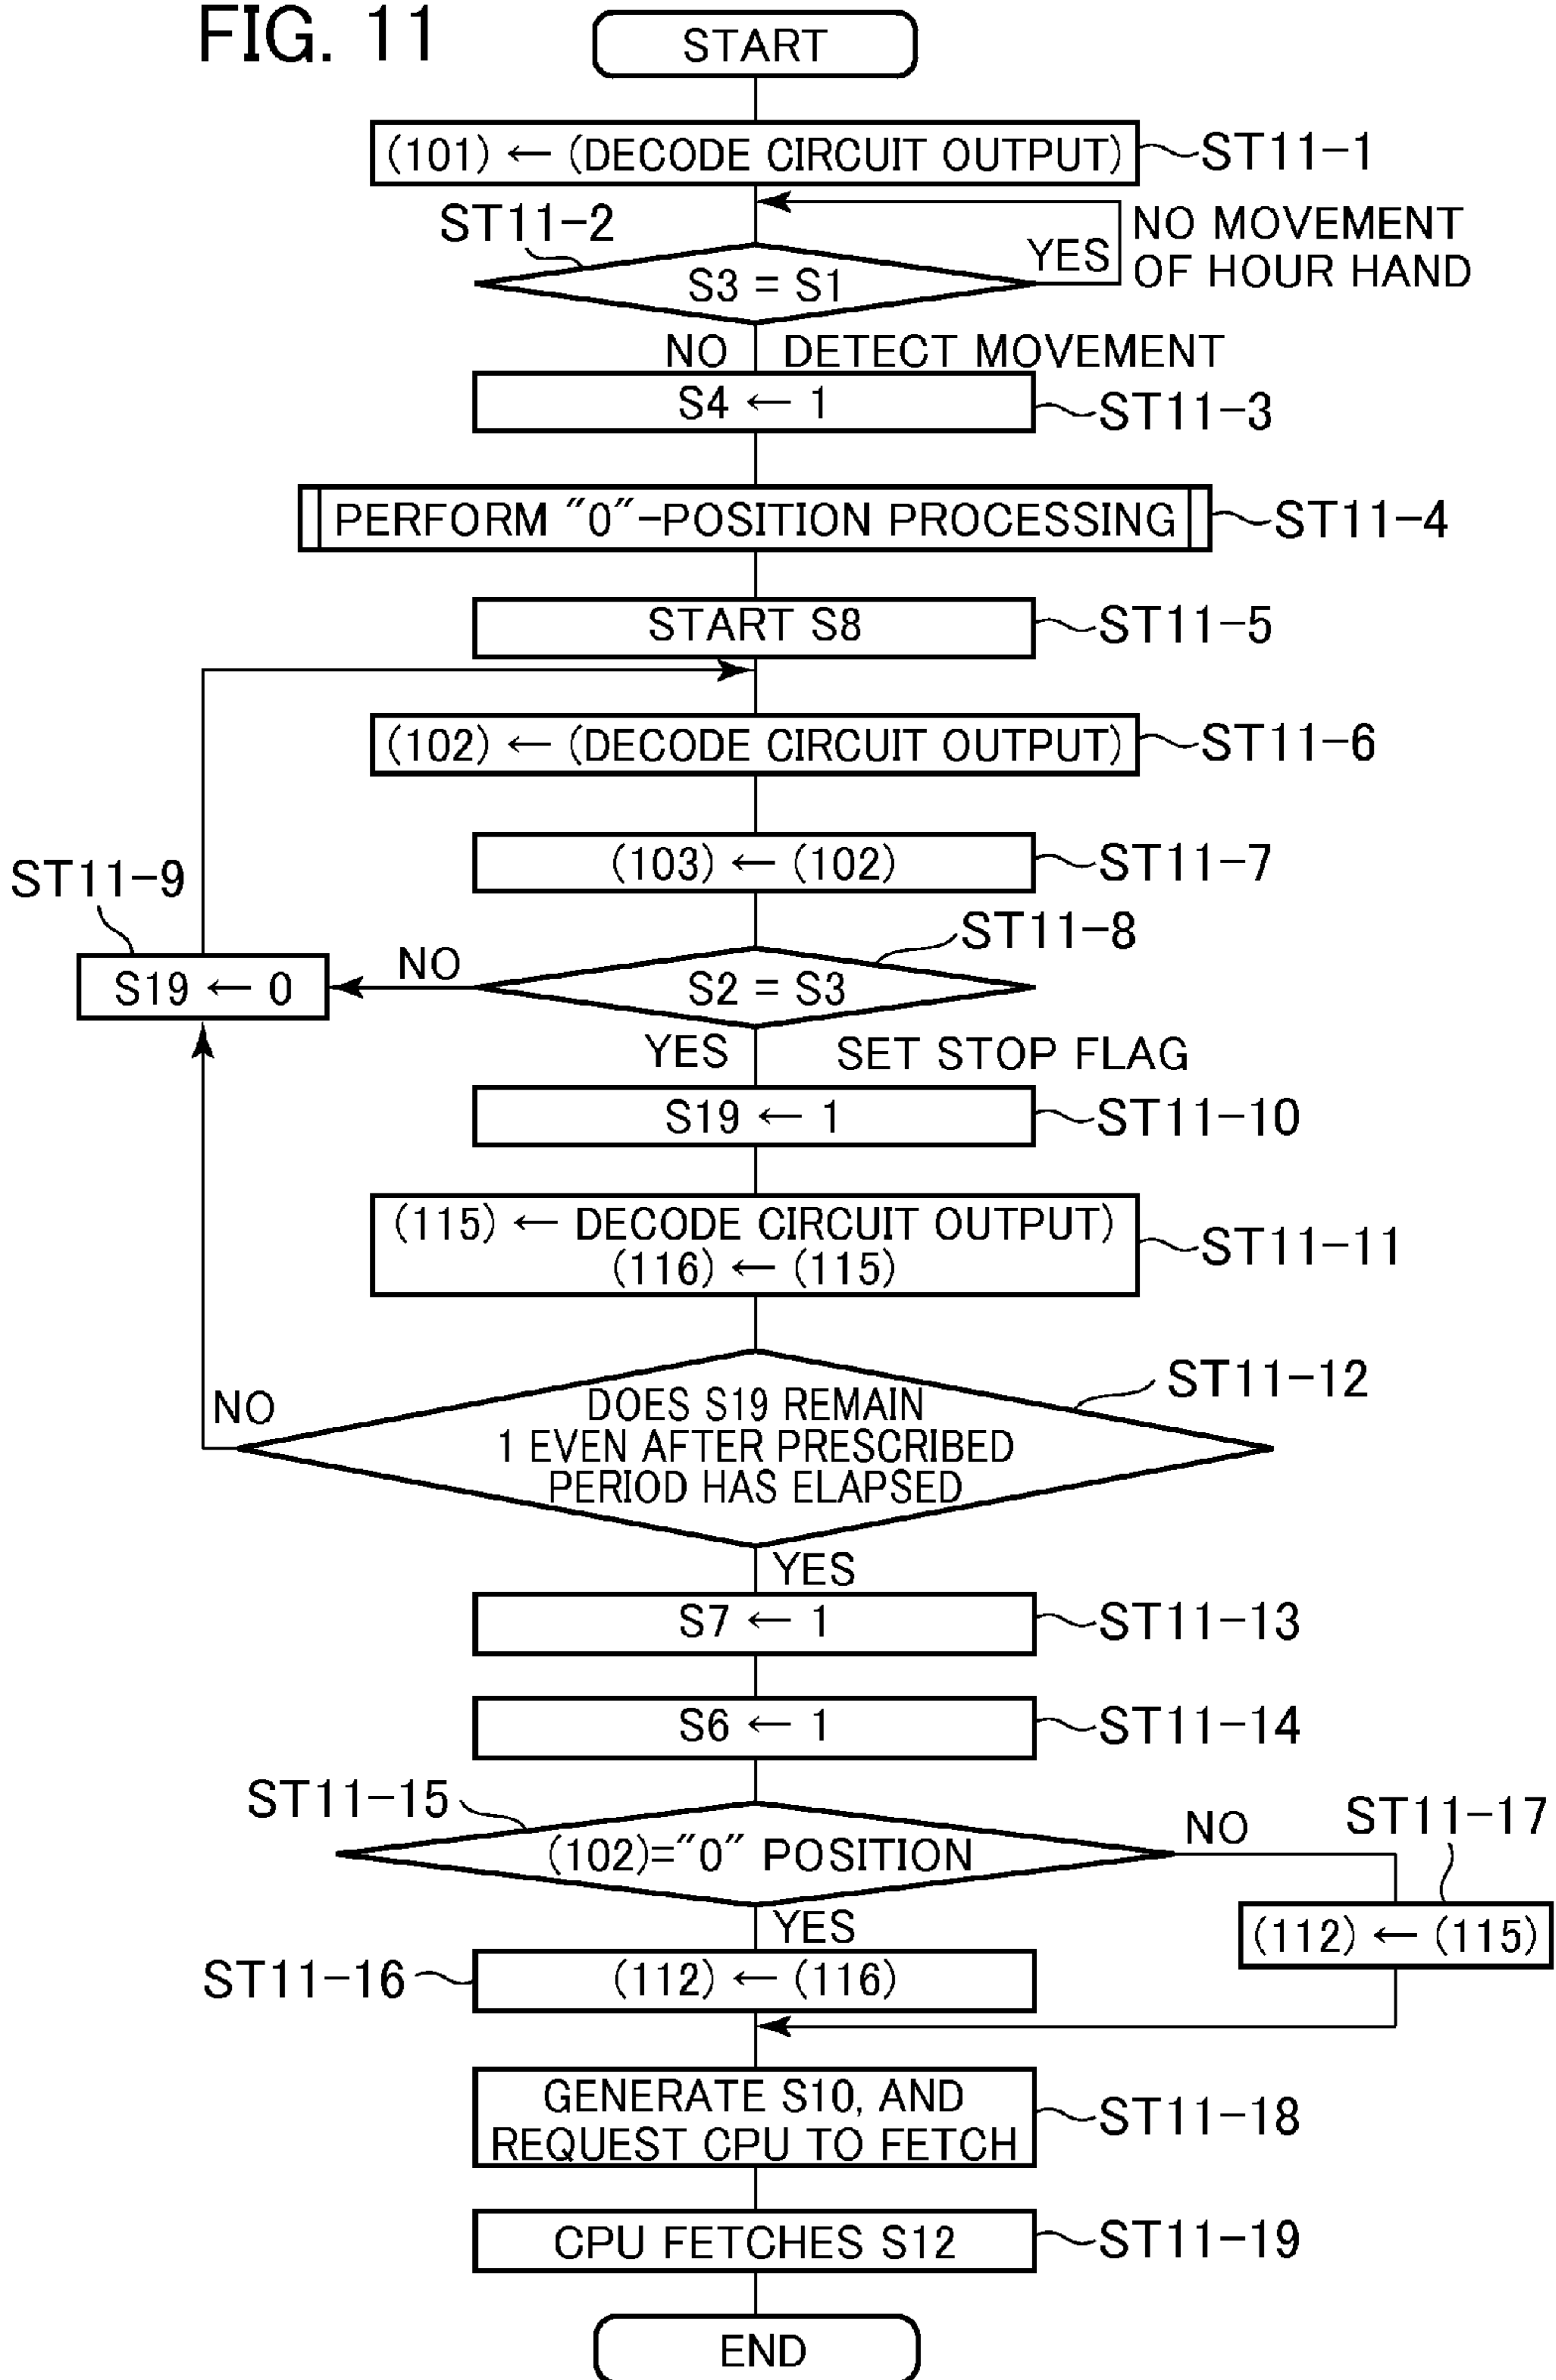 FIG. 11
START
(101) ← (DECODE CIRCUIT OUTPUT)
ST11-1
ST11-2
S3 = S1
YES
NO MOVEMENT
OF HOUR HAND
NO
DETECT MOVEMENT
S4 ← 1
ST11-3
PERFORM "0"-POSITION PROCESSING
ST11-4
START S8
ST11-5
(102) ← (DECODE CIRCUIT OUTPUT)
ST11-6
(103) ← (102)
ST11-7
ST11-9
S19 ← 0
NO
S2 = S3
ST11-8
YES
SET STOP FLAG
S19 ← 1
ST11-10
(115) ← DECODE CIRCUIT OUTPUT)
(116) ← (115)
ST11-11
NO
DOES S19 REMAIN
1 EVEN AFTER PRESCRIBED
PERIOD HAS ELAPSED
ST11-12
YES
S7 ← 1
ST11-13
S6 ← 1
ST11-14
ST11-15
(102)="0" POSITION
NO
ST11-17
(112) ← (115)
YES
ST11-16
(112) ← (116)
GENERATE S10, AND
REQUEST CPU TO FETCH
ST11-18
CPU FETCHES S12
ST11-19
END